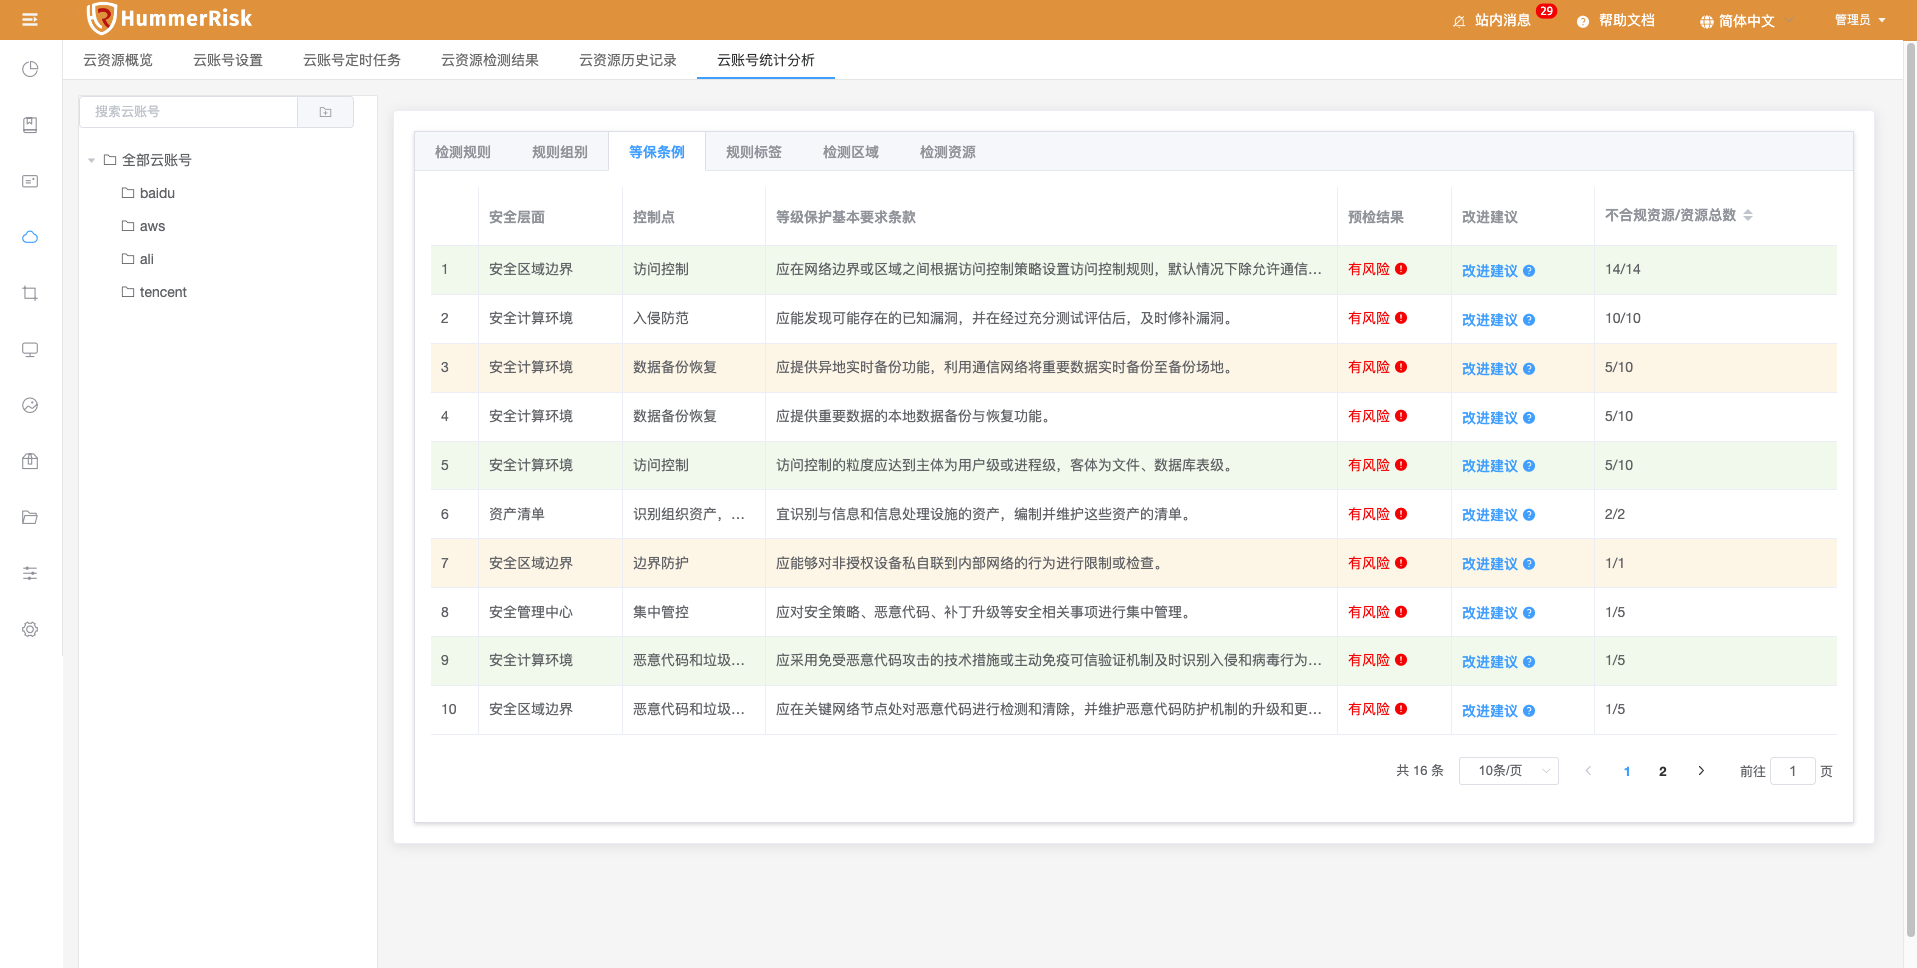 HummerRisk
站内消息 29 帮助文档 简体中文 管理员
云资源概览 云账号设置 云账号定时任务 云资源检测结果 云资源历史记录 云账号统计分析
搜索云账号
全部云账号
baidu
aws
ali
tencent
检测规则 规则组别 等保条例 规则标签 检测区域 检测资源
安全层面 控制点 等级保护基本要求条款 预检结果 改进建议 不合规资源/资源总数
1 安全区域边界 访问控制 应在网络边界或区域之间根据访问控制策略设置访问控制规则，默认情况下除允许通信... 有风险 改进建议 14/14
2 安全计算环境 入侵防范 应能发现可能存在的已知漏洞，并在经过充分测试评估后，及时修补漏洞。 有风险 改进建议 10/10
3 安全计算环境 数据备份恢复 应提供异地实时备份功能，利用通信网络将重要数据实时备份至备份场地。 有风险 改进建议 5/10
4 安全计算环境 数据备份恢复 应提供重要数据的本地数据备份与恢复功能。 有风险 改进建议 5/10
5 安全计算环境 访问控制 访问控制的粒度应达到主体为用户级或进程级，客体为文件、数据库表级。 有风险 改进建议 5/10
6 资产清单 识别组织资产，... 宜识别与信息和信息处理设施的资产，编制并维护这些资产的清单。 有风险 改进建议 2/2
7 安全区域边界 边界防护 应能够对非授权设备私自联到内部网络的行为进行限制或检查。 有风险 改进建议 1/1
8 安全管理中心 集中管控 应对安全策略、恶意代码、补丁升级等安全相关事项进行集中管理。 有风险 改进建议 1/5
9 安全计算环境 恶意代码和垃圾... 应采用免受恶意代码攻击的技术措施或主动免疫可信验证机制及时识别入侵和病毒行为... 有风险 改进建议 1/5
10 安全区域边界 恶意代码和垃圾... 应在关键网络节点处对恶意代码进行检测和清除，并维护恶意代码防护机制的升级和更... 有风险 改进建议 1/5
共 16 条 10条/页 1 2 前往 1 页